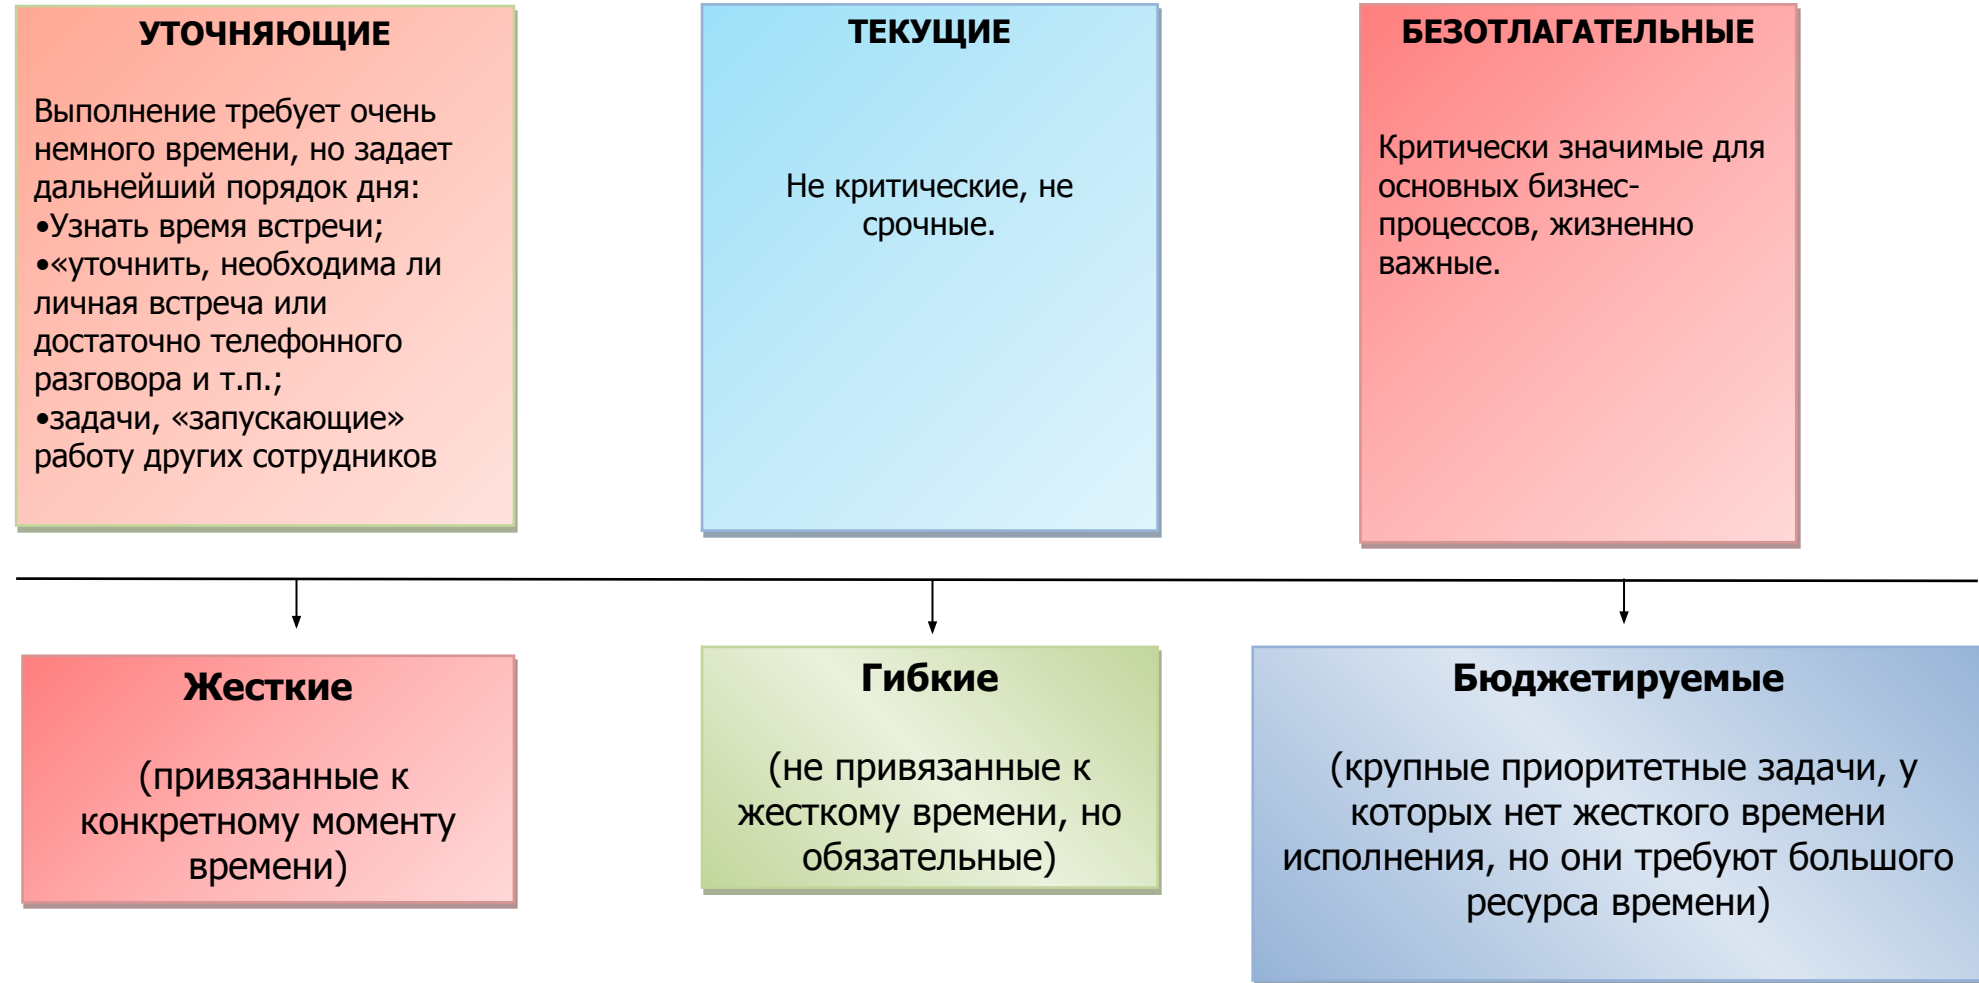 УТОЧНЯЮЩИЕ
Выполнение требует очень
немного времени, но задает
дальнейший порядок дня:
•Узнать время встречи;
•«уточнить, необходима ли
личная встреча или
достаточно телефонного
разговора и т.п.;
•задачи, «запускающие»
работу других сотрудников
ТЕКУЩИЕ
Не критические, не
срочные.
БЕЗОТЛАГАТЕЛЬНЫЕ
Критически значимые для
основных бизнес-
процессов, жизненно
важные.
Жесткие
(привязанные к
конкретному моменту
времени)
Гибкие
(не привязанные к
жесткому времени, но
обязательные)
Бюджетируемые
(крупные приоритетные задачи, у
которых нет жесткого времени
исполнения, но они требуют большого
ресурса времени)